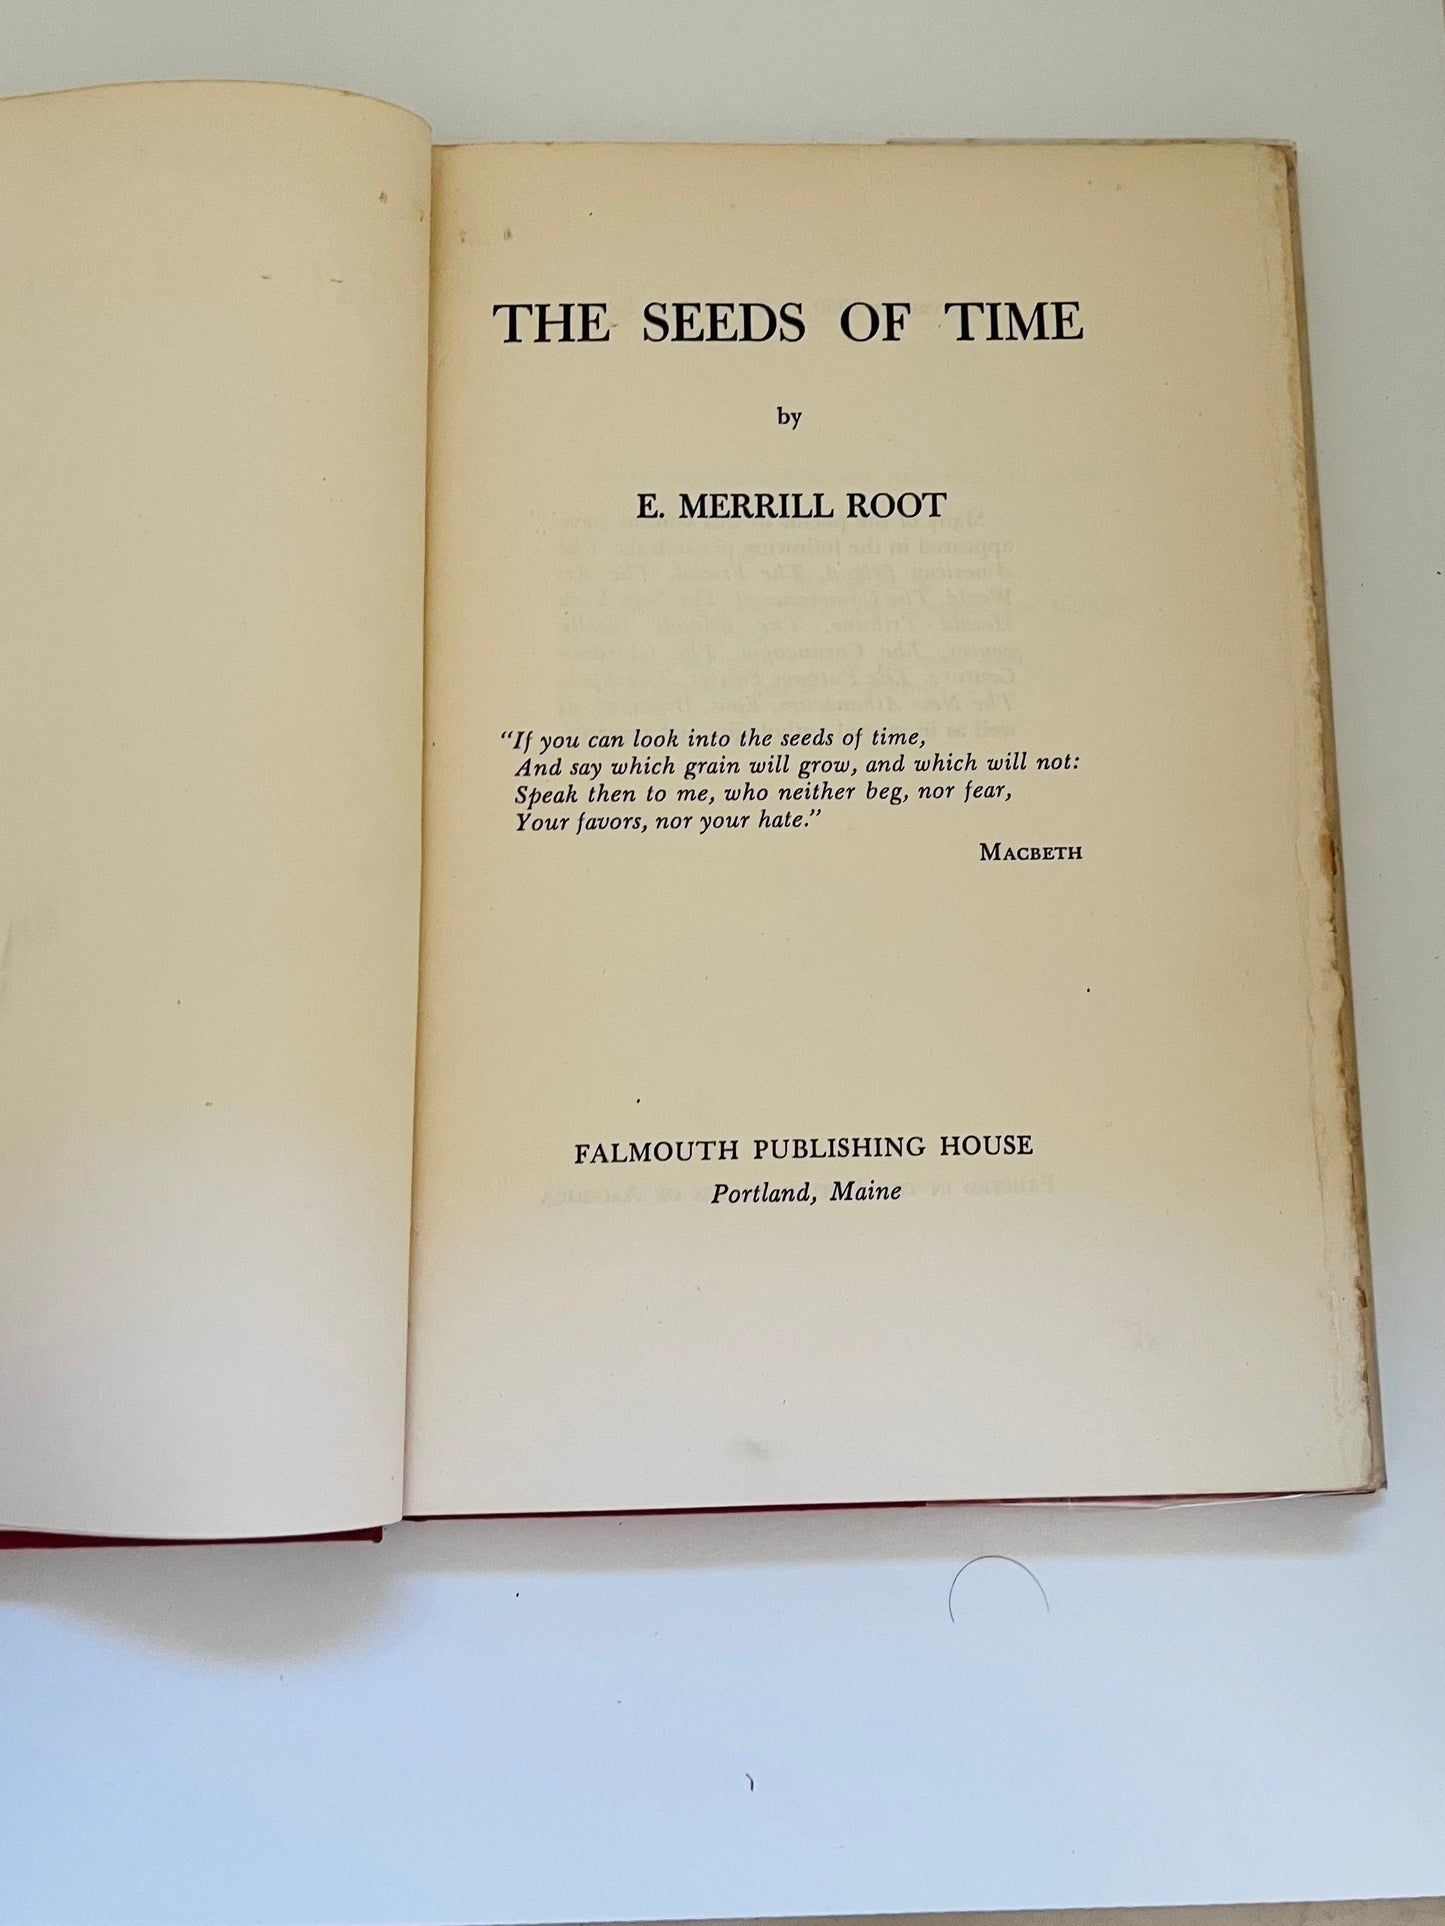 THE SEEDS OF TIME
by
E. MERRILL ROOT
"If you can look into the seeds of time,
And say which grain will grow, and which will not:
Speak then to me, who neither beg, nor fear,
Your favors, nor your hate."
MACBETH
FALMOUTH PUBLISHING HOUSE
Portland, Maine